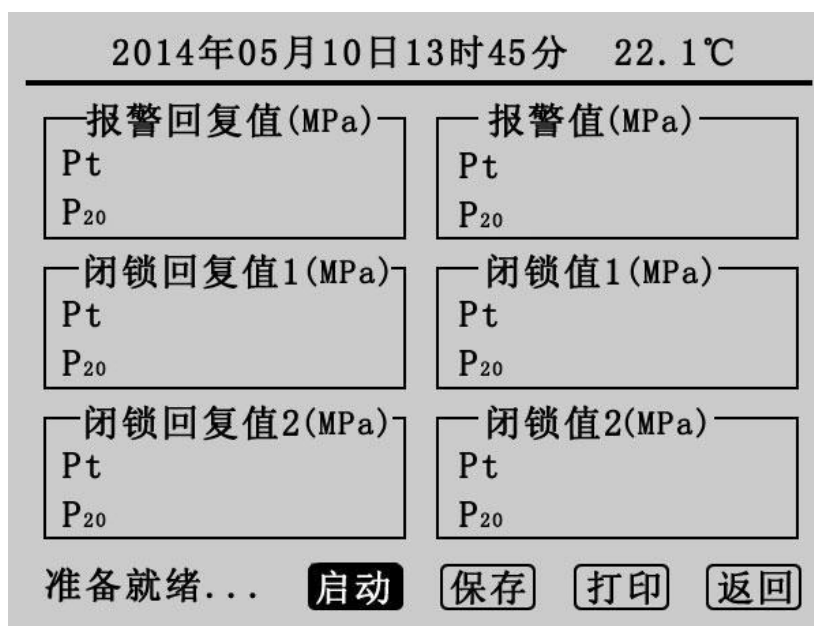 2014年05月10日13时45分 22.1℃
报警回复值(MPa) 报警值(MPa)
Pt Pt
P₂₀ P₂₀
闭锁回复值1(MPa) 闭锁值1(MPa)
Pt Pt
P₂₀ P₂₀
闭锁回复值2(MPa) 闭锁值2(MPa)
Pt Pt
P₂₀ P₂₀
准备就绪... 启动 保存 打印 返回